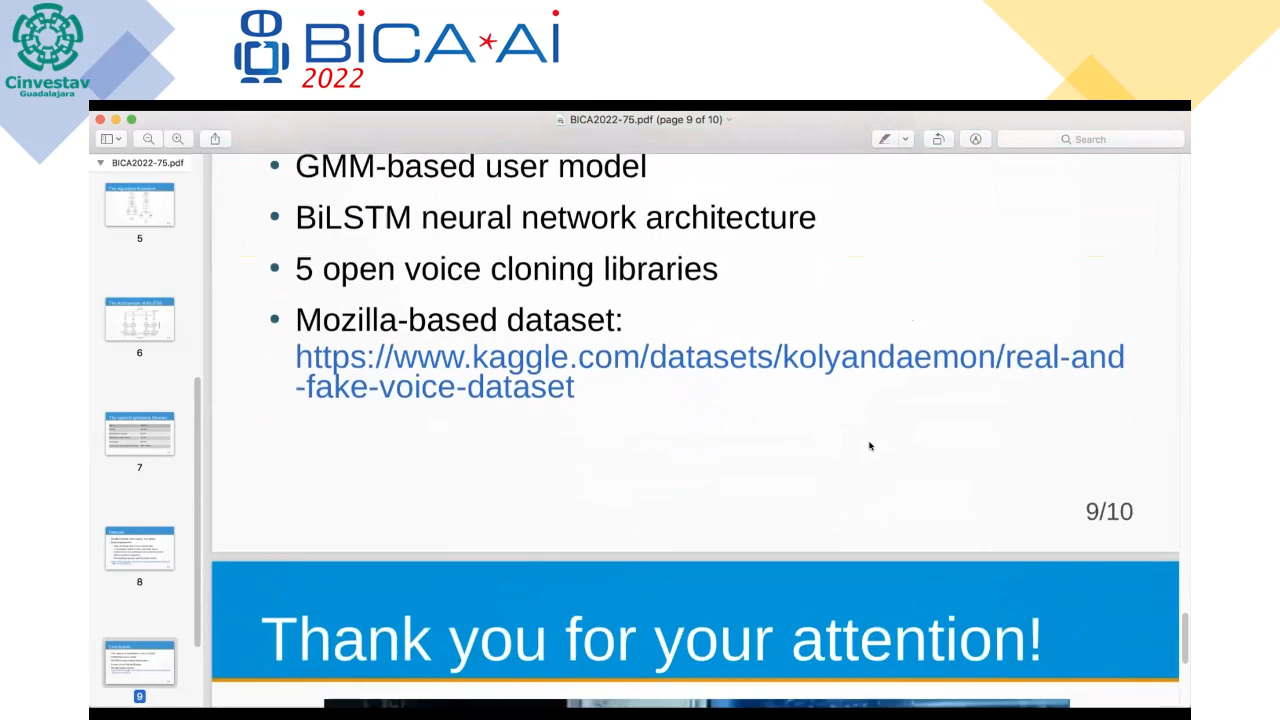 Cinvestav
Guadalajara
BiCA*Ai
2022
BICA2022-75.pdf (page 9 of 10)
Search
BICA2022-75.pdf
5
6
7
8
9
• GMM-based user model
• BiLSTM neural network architecture
• 5 open voice cloning libraries
• Mozilla-based dataset:
https://www.kaggle.com/datasets/kolyandaemon/real-and
-fake-voice-dataset
9/10
Thank you for your attention!